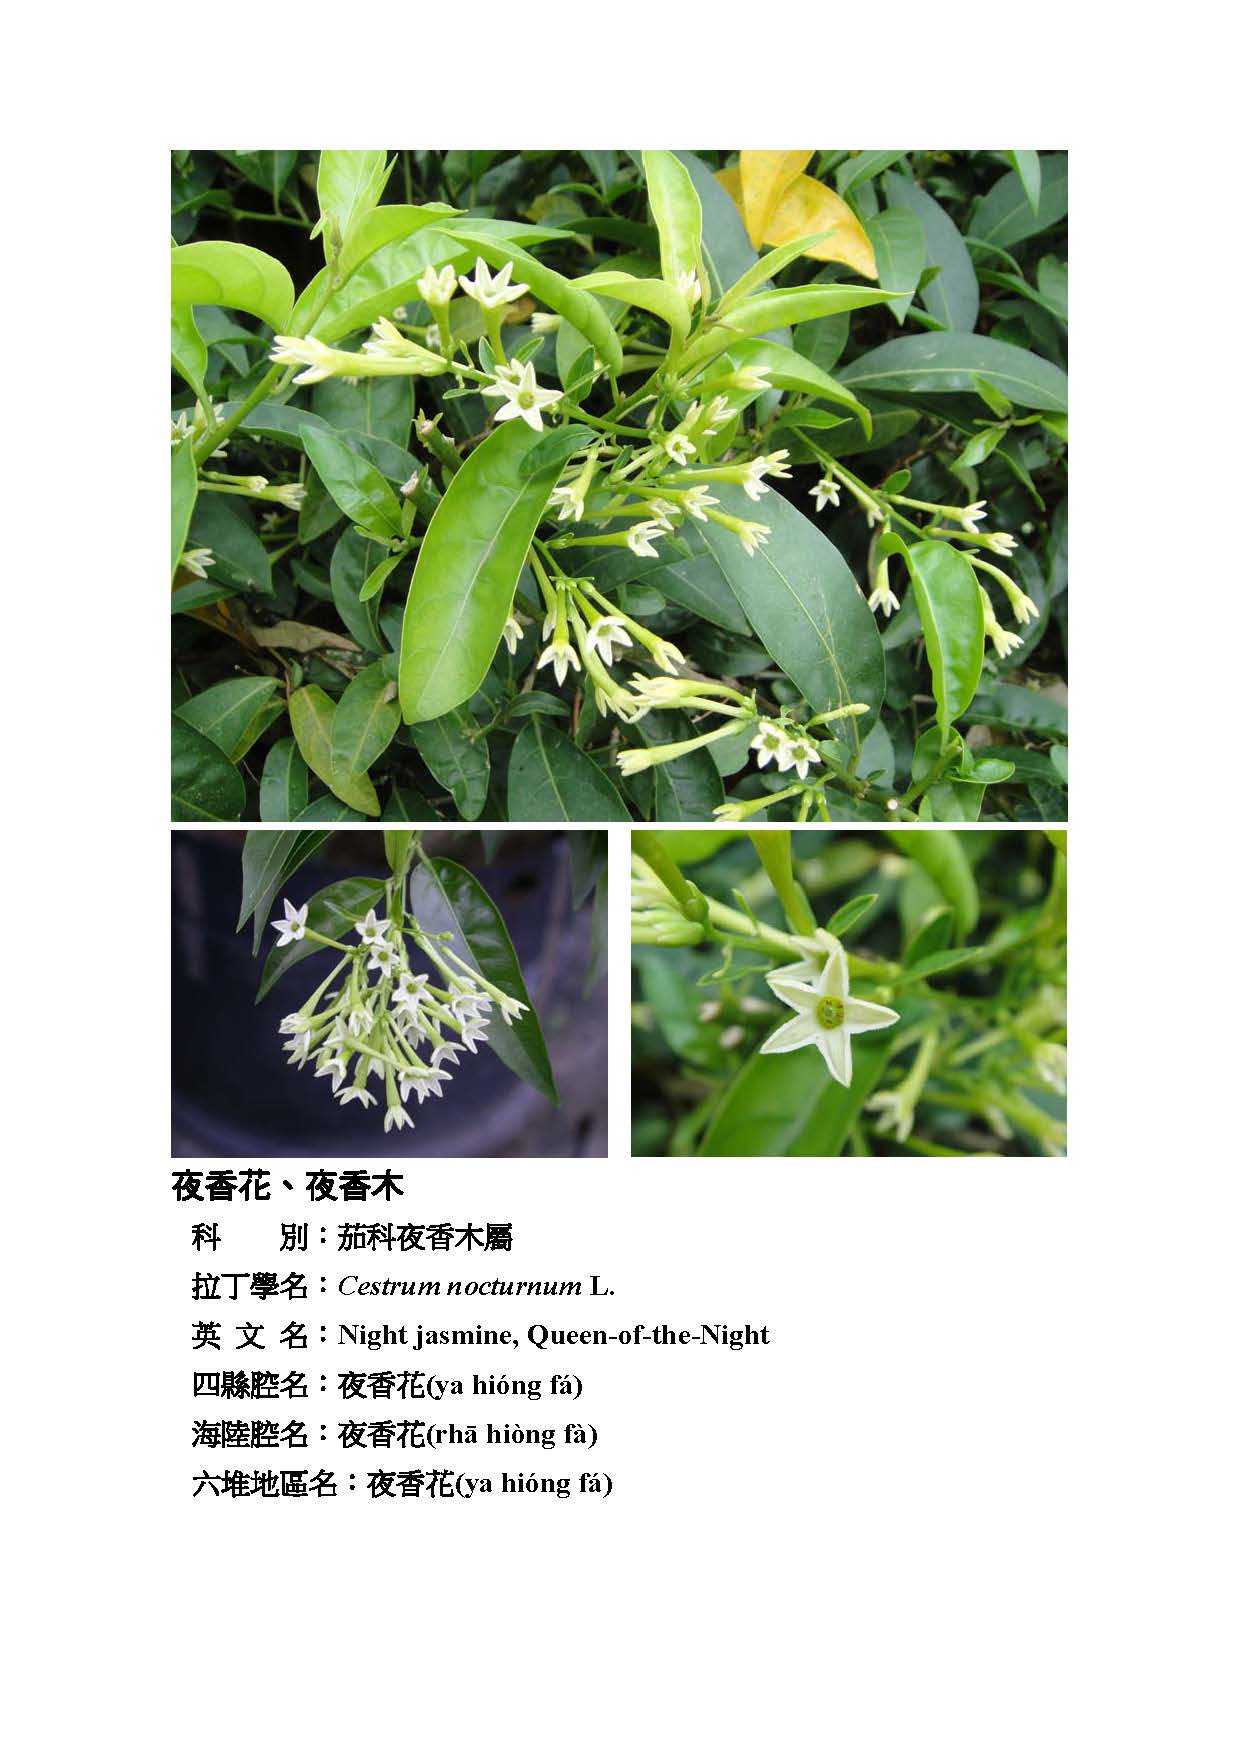 夜香花、夜香木
科　　別：茄科夜香木屬
拉丁學名：Cestrum nocturnum L.
英 文 名：Night jasmine, Queen-of-the-Night
四縣腔名：夜香花(ya hióng fá)
海陸腔名：夜香花(rhā hiòng fà)
六堆地區名：夜香花(ya hióng fá)